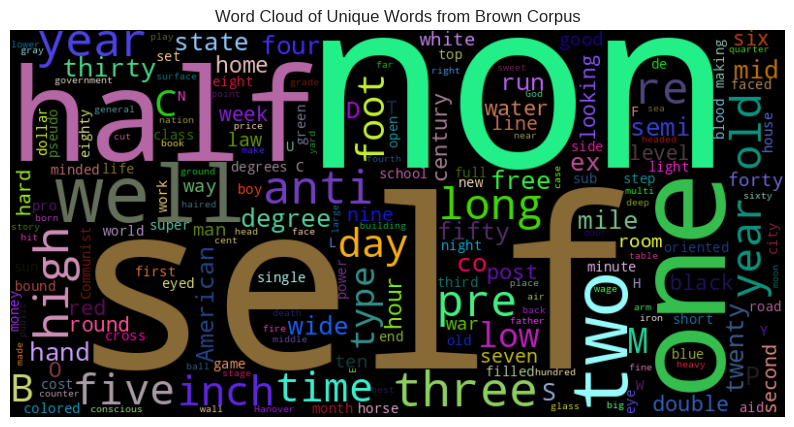 Word Cloud of Unique Words from Brown Corpus
lower play state four white top good six quarter
gray year set half non de making
thirty home looking mid
surface eight grade run far right sweet God re faced
government C N week foot D T century water line semi old
dollar pseudo eighty general point price green open near sea F blood house
cut nation class law yard side M
book make U fourth ex level headed
hard minded life degrees C school full free case light
well ground anti long new sub step multi forty
pro way boy degree nine mile deep sixty
born work super man day fifty room oriented year
story hit world cent head face L large building night minute one city moon
high Communist first American single type hour co post H black
sun bound eyed power third place table
money red self pre air wage arm road
round cross wide war back father two iron short Y
made hand death end low old M blue twenty second
O game fire middle ten seven heavy
B cost five inch time three filled hundred S fine W P
counter ball stage E best double
colored conscious wall Hanover month horse glass big eye aid